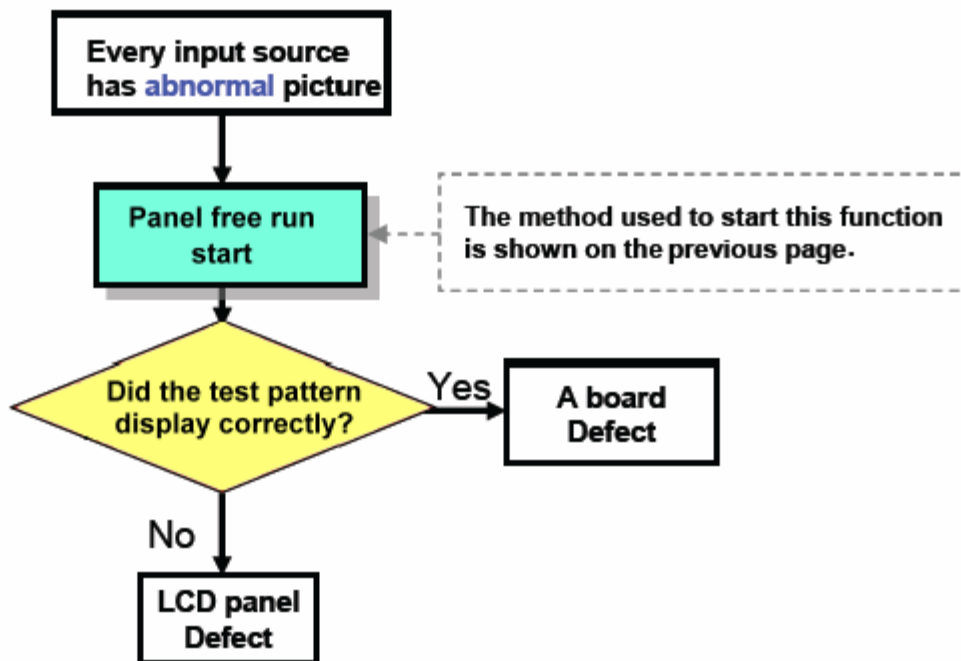 Every input source
has abnormal picture
Panel free run
start
The method used to start this function
is shown on the previous page.
Did the test pattern
display correctly?
Yes
A board
Defect
No
LCD panel
Defect